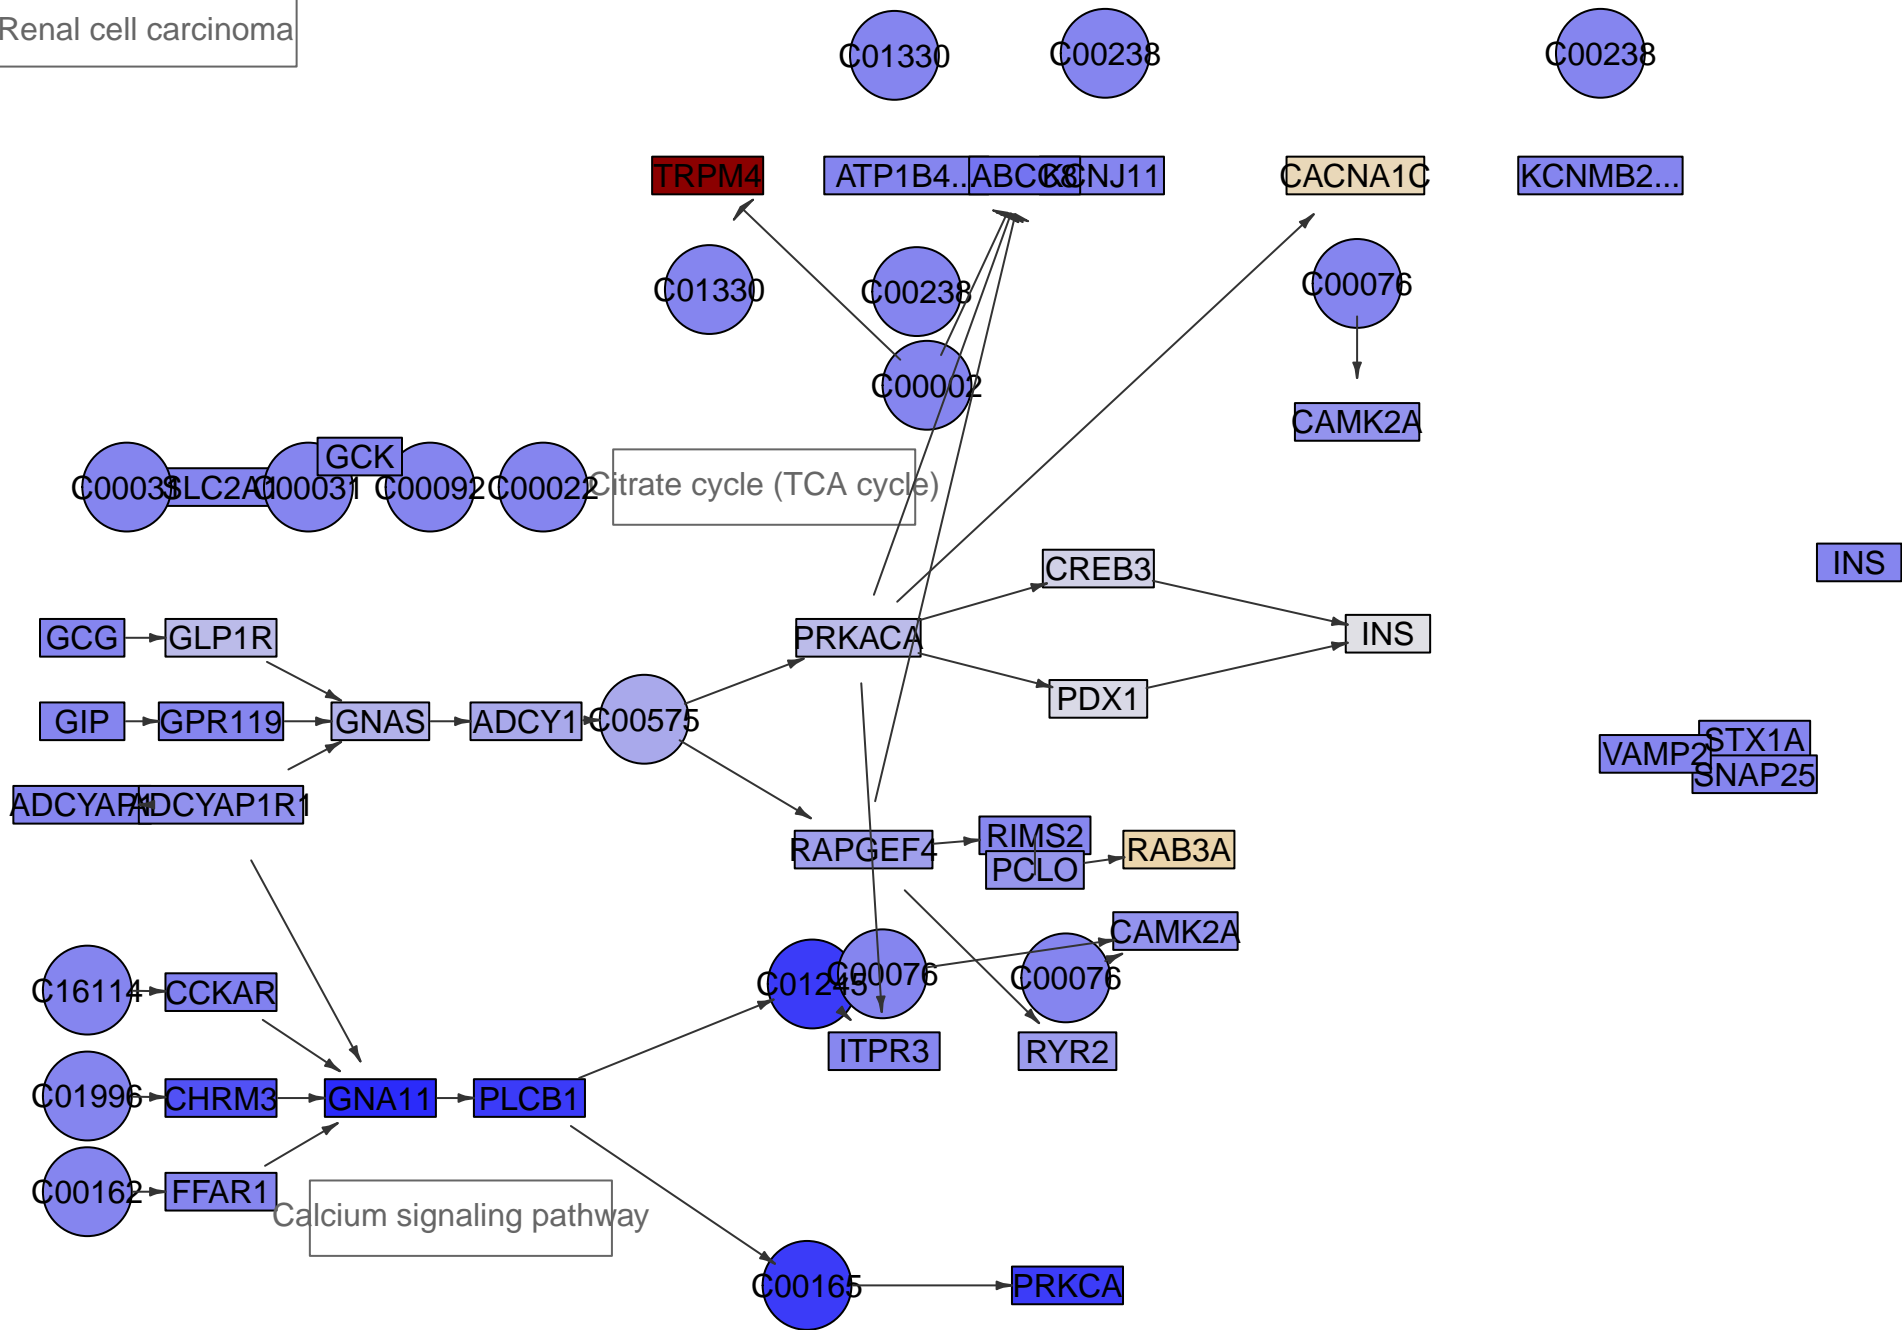 Renal cell carcinoma
C01330
C00238
C00238
TRPM4
ATP1B4...
ABCC8
KCNJ11
CACNA1C
KCNMB2...
C01330
C00238
C00076
C00002
CAMK2A
GCK
C00031
SLC2A1
C00031
C00092
C00022
Citrate cycle (TCA cycle)
CREB3
INS
GCG
GLP1R
PRKACA
INS
PDX1
GIP
GPR119
GNAS
ADCY1
C00575
STX1A
VAMP2
SNAP25
ADCYAP1
ADCYAP1R1
RIMS2
RAPGEF4
RAB3A
PCLO
CAMK2A
C16114
CCKAR
C01245
C00076
C00076
ITPR3
RYR2
C01996
CHRM3
GNA11
PLCB1
C00162
FFAR1
Calcium signaling pathway
C00165
PRKCA